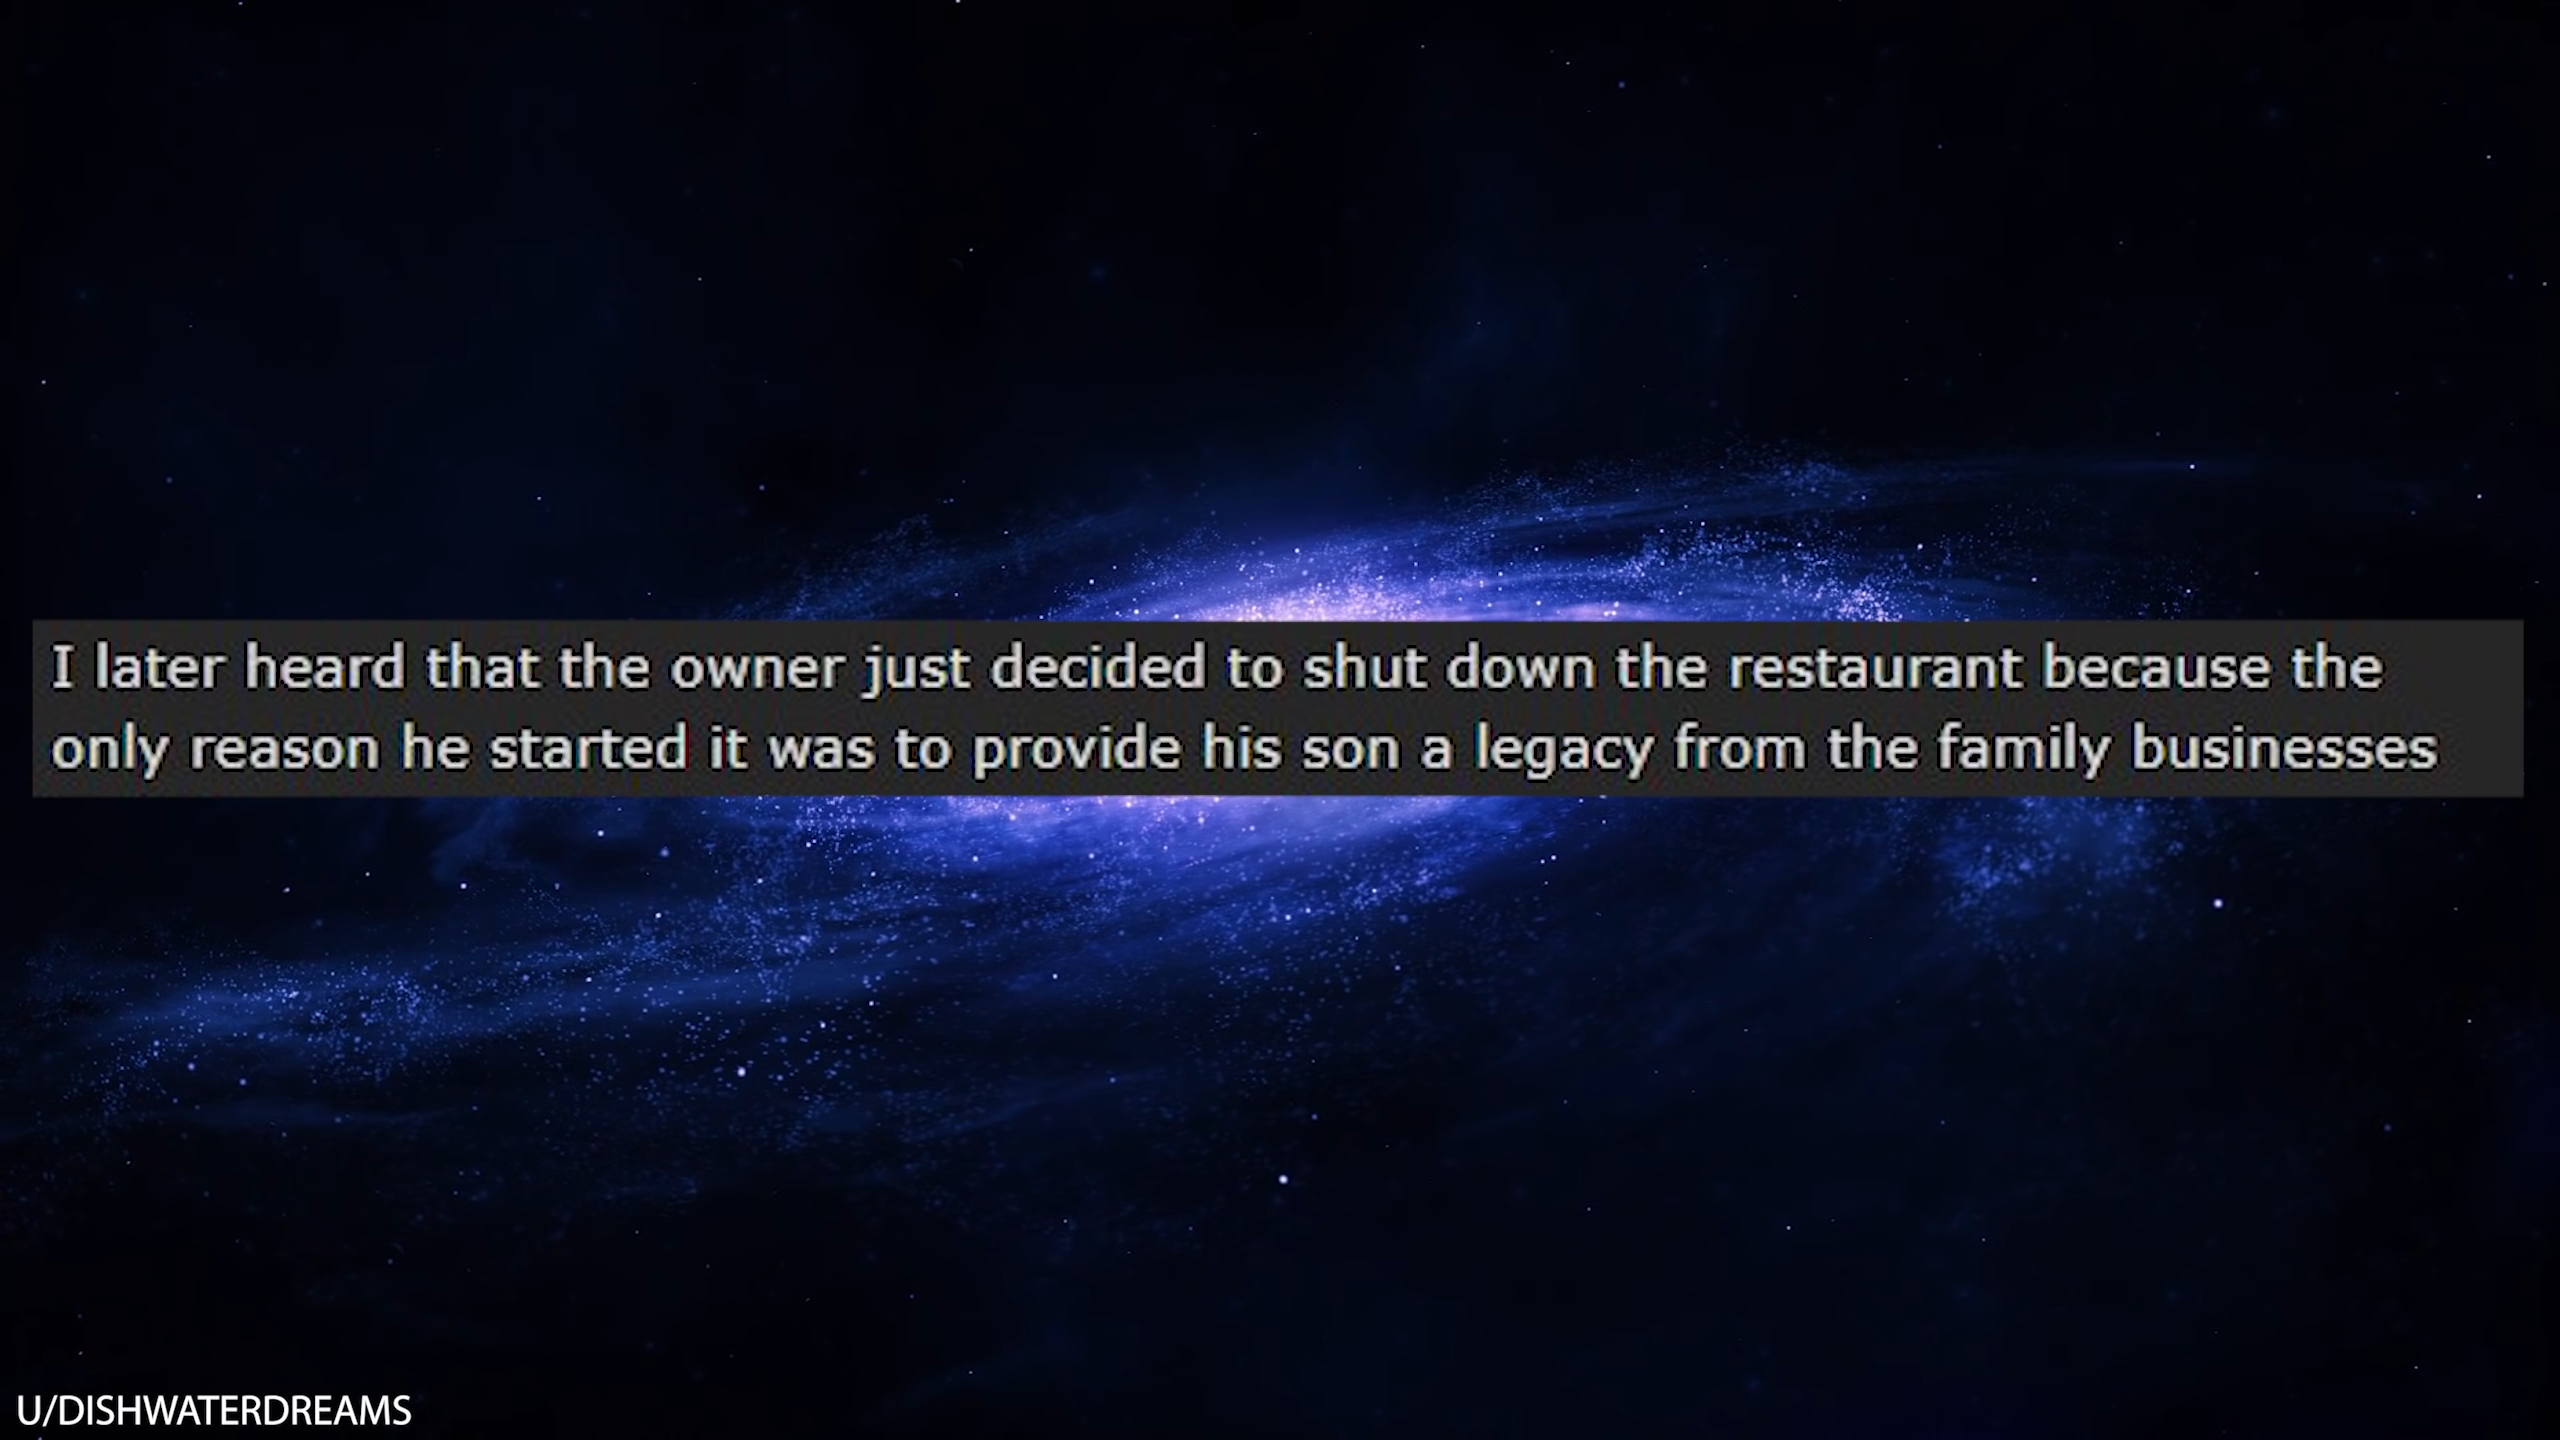 I later heard that the owner just decided to shut down the restaurant because the
only reason he started it was to provide his son a legacy from the family businesses
U/DISHWATERDREAMS